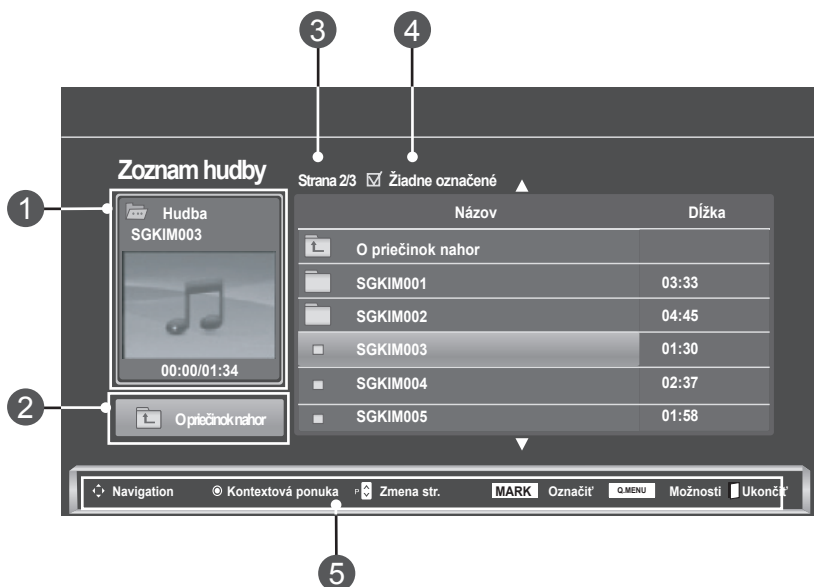 3 4
Zoznam hudby
Strana 2/3 Žiadne označené
1
Hudba
SGKIM003
00:00/01:34
2
O priečinok nahor
Názov Dĺžka
O priečinok nahor
SGKIM001 03:33
SGKIM002 04:45
SGKIM003 01:30
SGKIM004 02:37
SGKIM005 01:58
Navigation Kontextová ponuka P Zmena str. MARK Označiť Q.MENU Možnosti Ukončiť
5